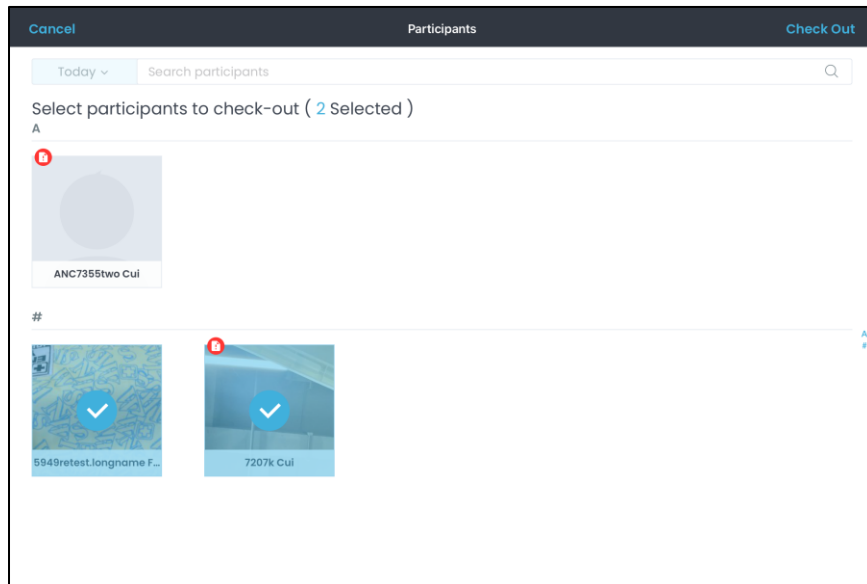 Cancel Participants Check Out
Today Search participants
Select participants to check-out ( 2 Selected )
A
ANC7355two Cui
#
A
#
5949retest.longname F...
7207k Cui